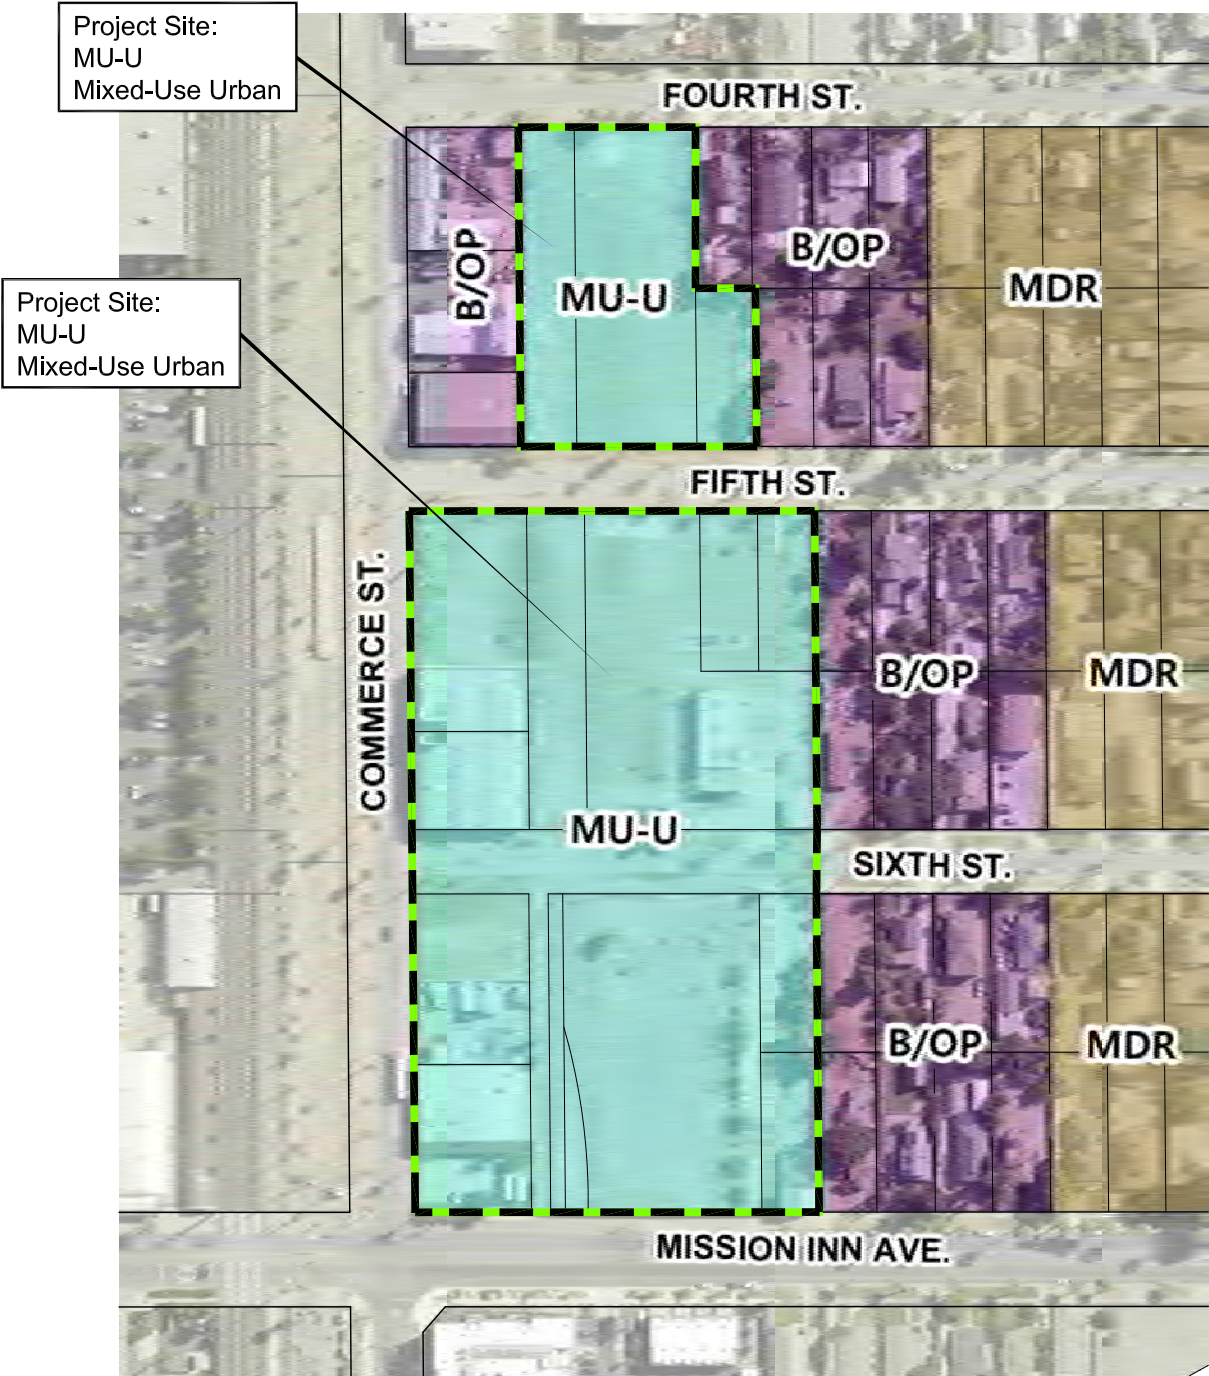 Project Site:
MU-U
Mixed-Use Urban
FOURTH ST.
B/OP
MU-U
B/OP
MDR
Project Site:
MU-U
Mixed-Use Urban
FIFTH ST.
COMMERCE ST.
B/OP
MDR
MU-U
SIXTH ST.
B/OP
MDR
MISSION INN AVE.